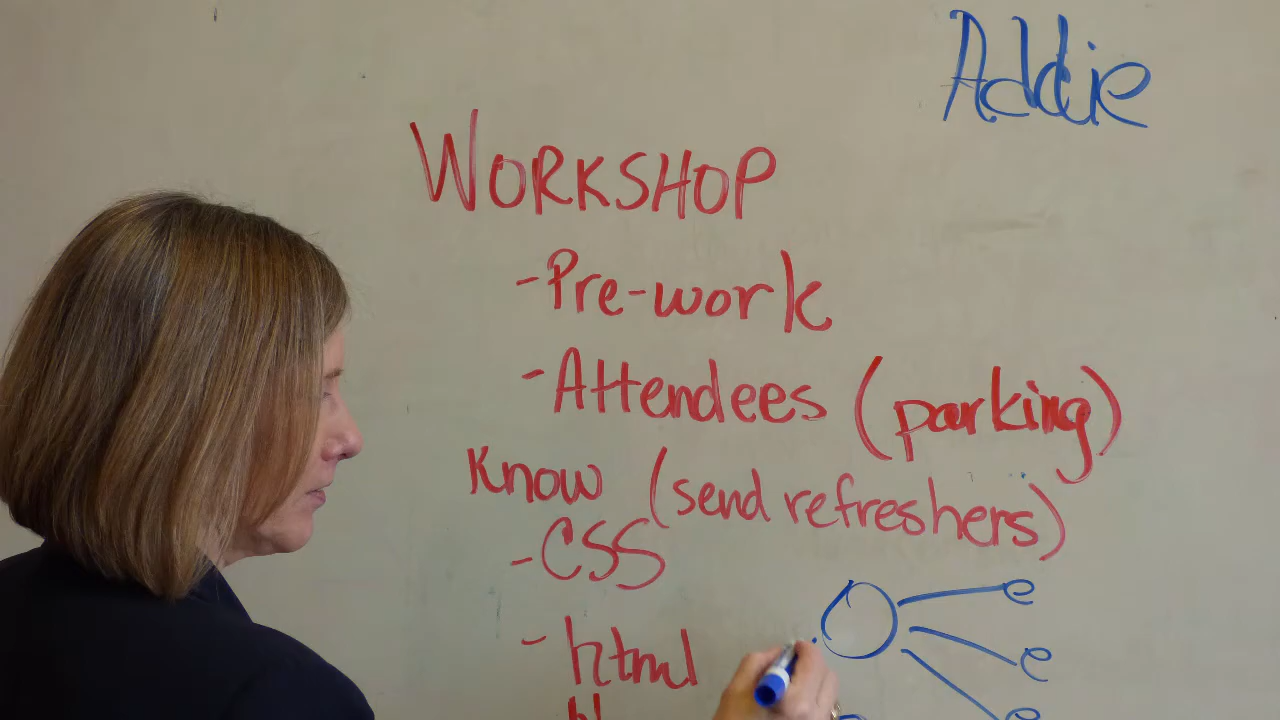 Addie
WORKSHOP
-Pre-work
-Attendees (parking)
Know (send refreshers)
-CSS
-html
e
e
e